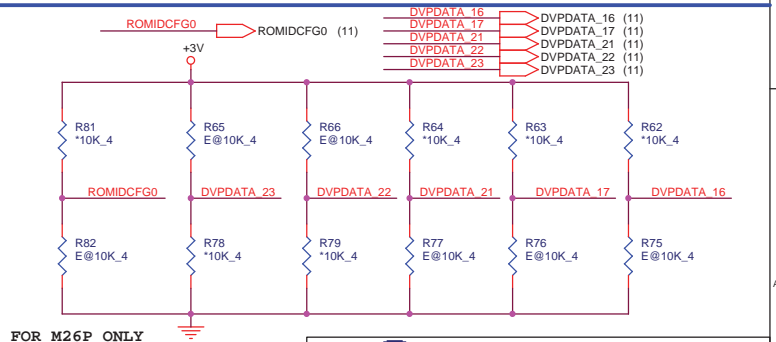 ROMIDCFG0
ROMIDCFG0 (11)
DVPDATA_16
DVPDATA_16 (11)
DVPDATA_17
DVPDATA_17 (11)
DVPDATA_21
DVPDATA_21 (11)
DVPDATA_22
DVPDATA_22 (11)
DVPDATA_23
DVPDATA_23 (11)
+3V
R81
*10K_4
R65
E@10K_4
R66
E@10K_4
R64
*10K_4
R63
*10K_4
R62
*10K_4
ROMIDCFG0
DVPDATA_23
DVPDATA_22
DVPDATA_21
DVPDATA_17
DVPDATA_16
R82
E@10K_4
R78
*10K_4
R79
*10K_4
R77
E@10K_4
R76
E@10K_4
R75
E@10K_4
A
FOR M26P ONLY